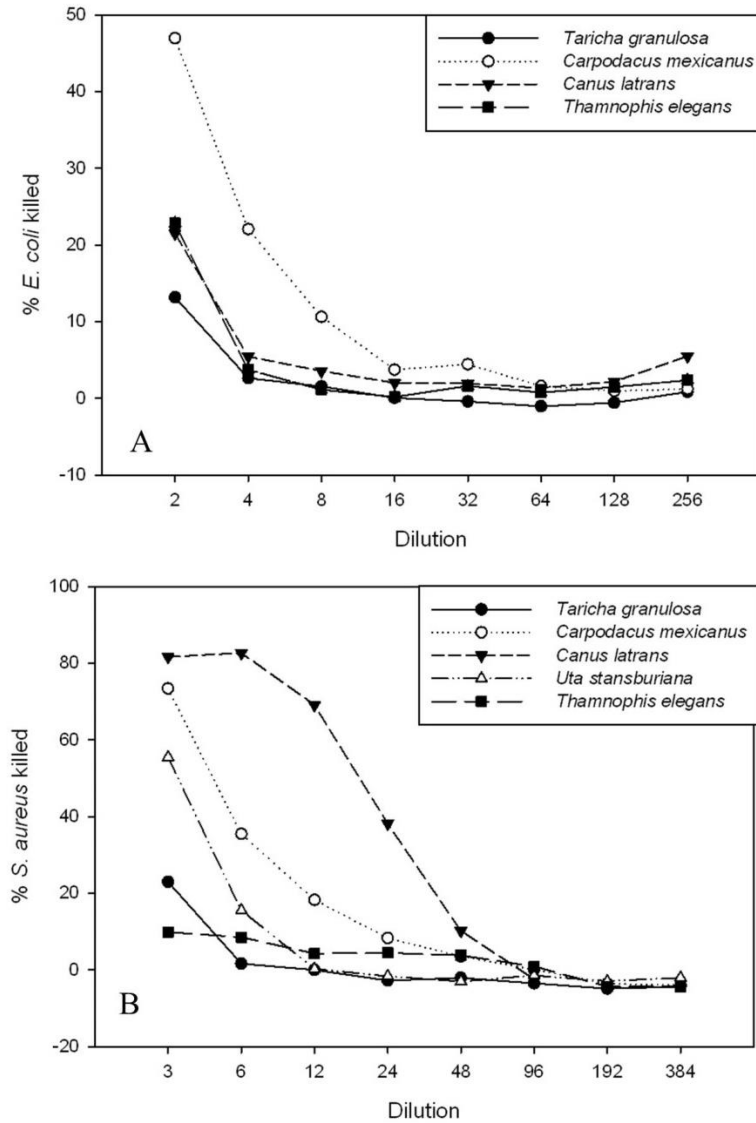 50
40
30
20
10
0
-10
% E. coli killed
Taricha granulosa
Carpodacus mexicanus
Canus latrans
Thamnophis elegans
A
2 4 8 16 32 64 128 256
Dilution
100
80
60
40
20
0
-20
% S. aureus killed
Taricha granulosa
Carpodacus mexicanus
Canus latrans
Uta stansburiana
Thamnophis elegans
B
3 6 12 24 48 96 192 384
Dilution